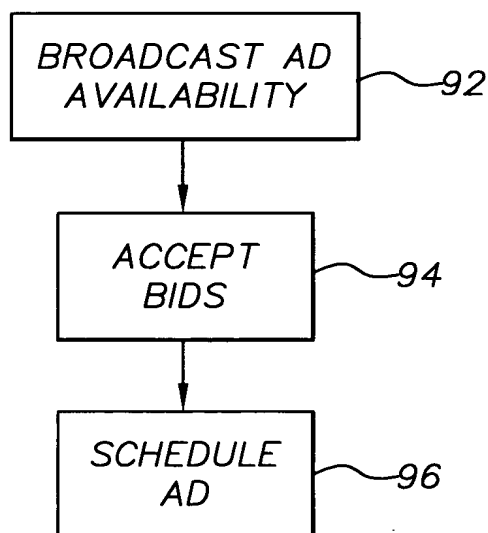 BROADCAST AD
AVAILABILITY
92
ACCEPT
BIDS
94
SCHEDULE
AD
96